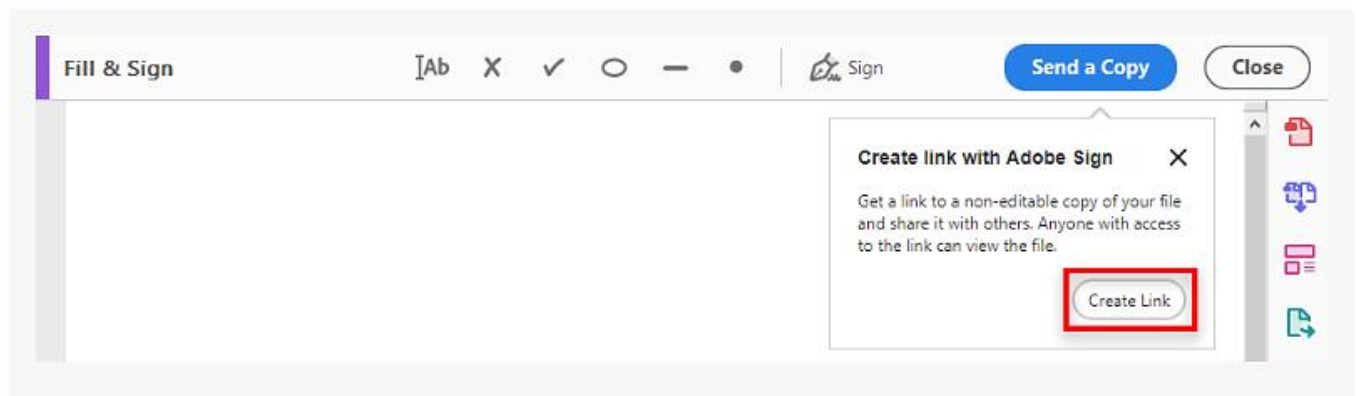 Fill & Sign
Ab
Sign
Send a Copy
Close
Create link with Adobe Sign
Get a link to a non-editable copy of your file
and share it with others. Anyone with access
to the link can view the file.
Create Link